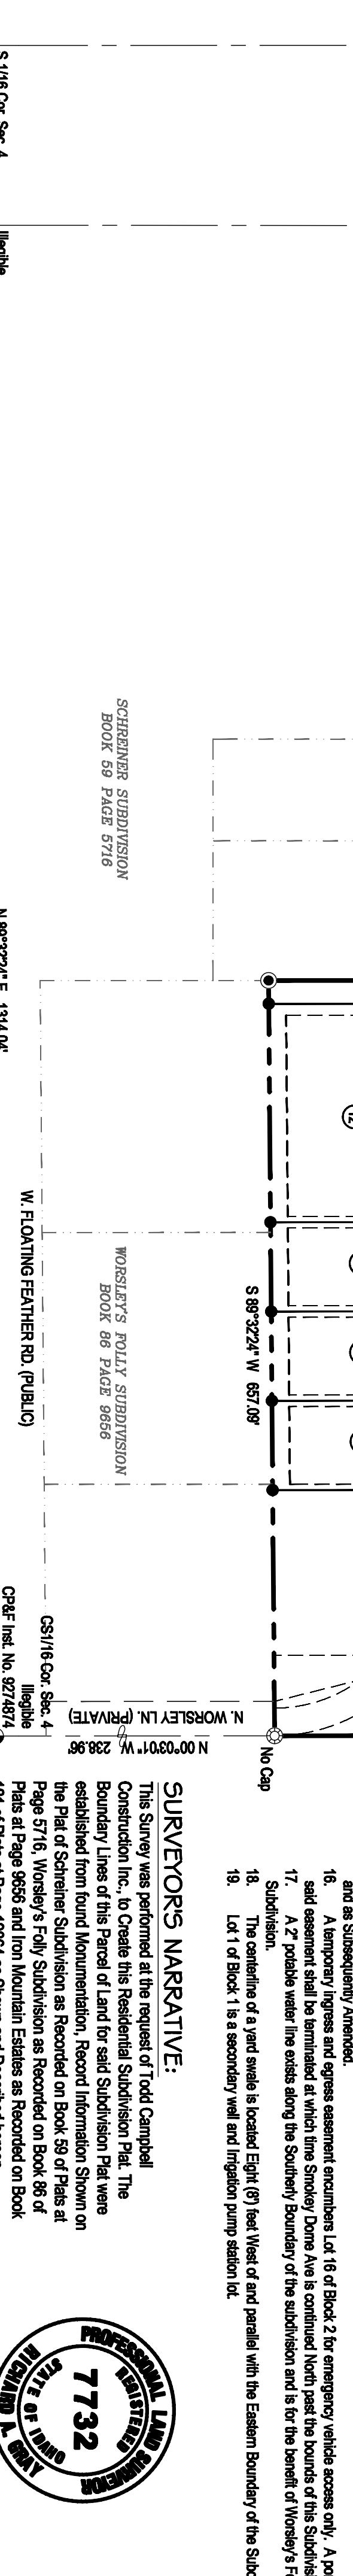 and as Subsequently Amended.
16. A temporary ingress and egress easement encumbers Lot 16 of Block 2 for emergency vehicle access only. A
said easement shall be terminated at which time Smokey Dome Ave is continued North past the bounds of this
17. A 2" potable water line exists along the Southerly Boundary of the subdivision and is for the benefit of Worsley's
Subdivision.
18. The centerline of a yard swale is located Eight (8') feet West of and parallel with the Eastern Boundary of the
19. Lot 1 of Block 1 is a secondary well and Irrigation pump station lot.
12
S 89°32'24" W 657.09'
No Cap
N. WORSLEY LN. (PRIVATE)
N 00°03'01" W 238.96'
SCHREINER SUBDIVISION
BOOK 59 PAGE 5716
WORSLEY'S FOLLY SUBDIVISION
BOOK 86 PAGE 9656
SURVEYOR'S NARRATIVE:
This Survey was performed at the request of Todd Campbell
Construction Inc., to Create this Residential Subdivision Plat. The
Boundary Lines of this Parcel of Land for said Subdivision Plat were
established from found Monumentation, Record Information Shown on
the Plat of Schreiner Subdivision as Recorded on Book 59 of Plats at
Page 5716, Worsley's Folly Subdivision as Recorded on Book 86 of
Plats at Page 9656 and Iron Mountain Estates as Recorded on Book
W. FLOATING FEATHER RD. (PUBLIC)
CS1/16 Cor. Sec. 4
Illegible
CP&F Inst. No. 9274874
S 1/16 Cor. Sec. 4
Illegible
N 89°32'24" E 1314.04'
PROFESSIONAL LAND SURVEYOR
REGISTERED
7732
STATE OF IDAHO
RICHARD A. GRAY